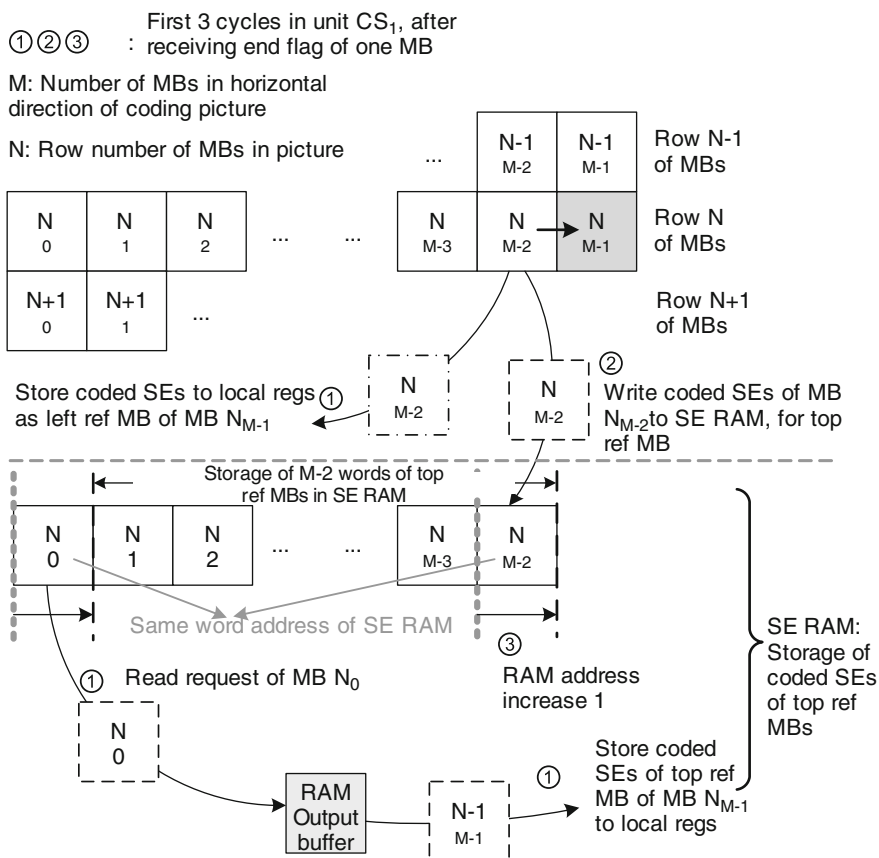 First 3 cycles in unit CS1, after
①②③ : receiving end flag of one MB
M: Number of MBs in horizontal
direction of coding picture
N: Row number of MBs in picture
... N-1 M-2 N-1 M-1
Row N-1
of MBs
N 0 N 1 N 2 ... ... N M-3 N M-2 N M-1
Row N
of MBs
N+1 0 N+1 1 ...
Row N+1
of MBs
Store coded SEs to local regs ①
as left ref MB of MB NM-1
N
M-2
N
M-2
②
Write coded SEs of MB
NM-2 to SE RAM, for top
ref MB
Storage of M-2 words of top
ref MBs in SE RAM
N 0 N 1 N 2 ... ... N M-3 N M-2
Same word address of SE RAM
③
RAM address
increase 1
SE RAM:
Storage of
coded SEs
of top ref
MBs
① Read request of MB N0
N
0
RAM
Output
buffer
N-1
M-1
①
Store coded
SEs of top ref
MB of MB NM-1
to local regs